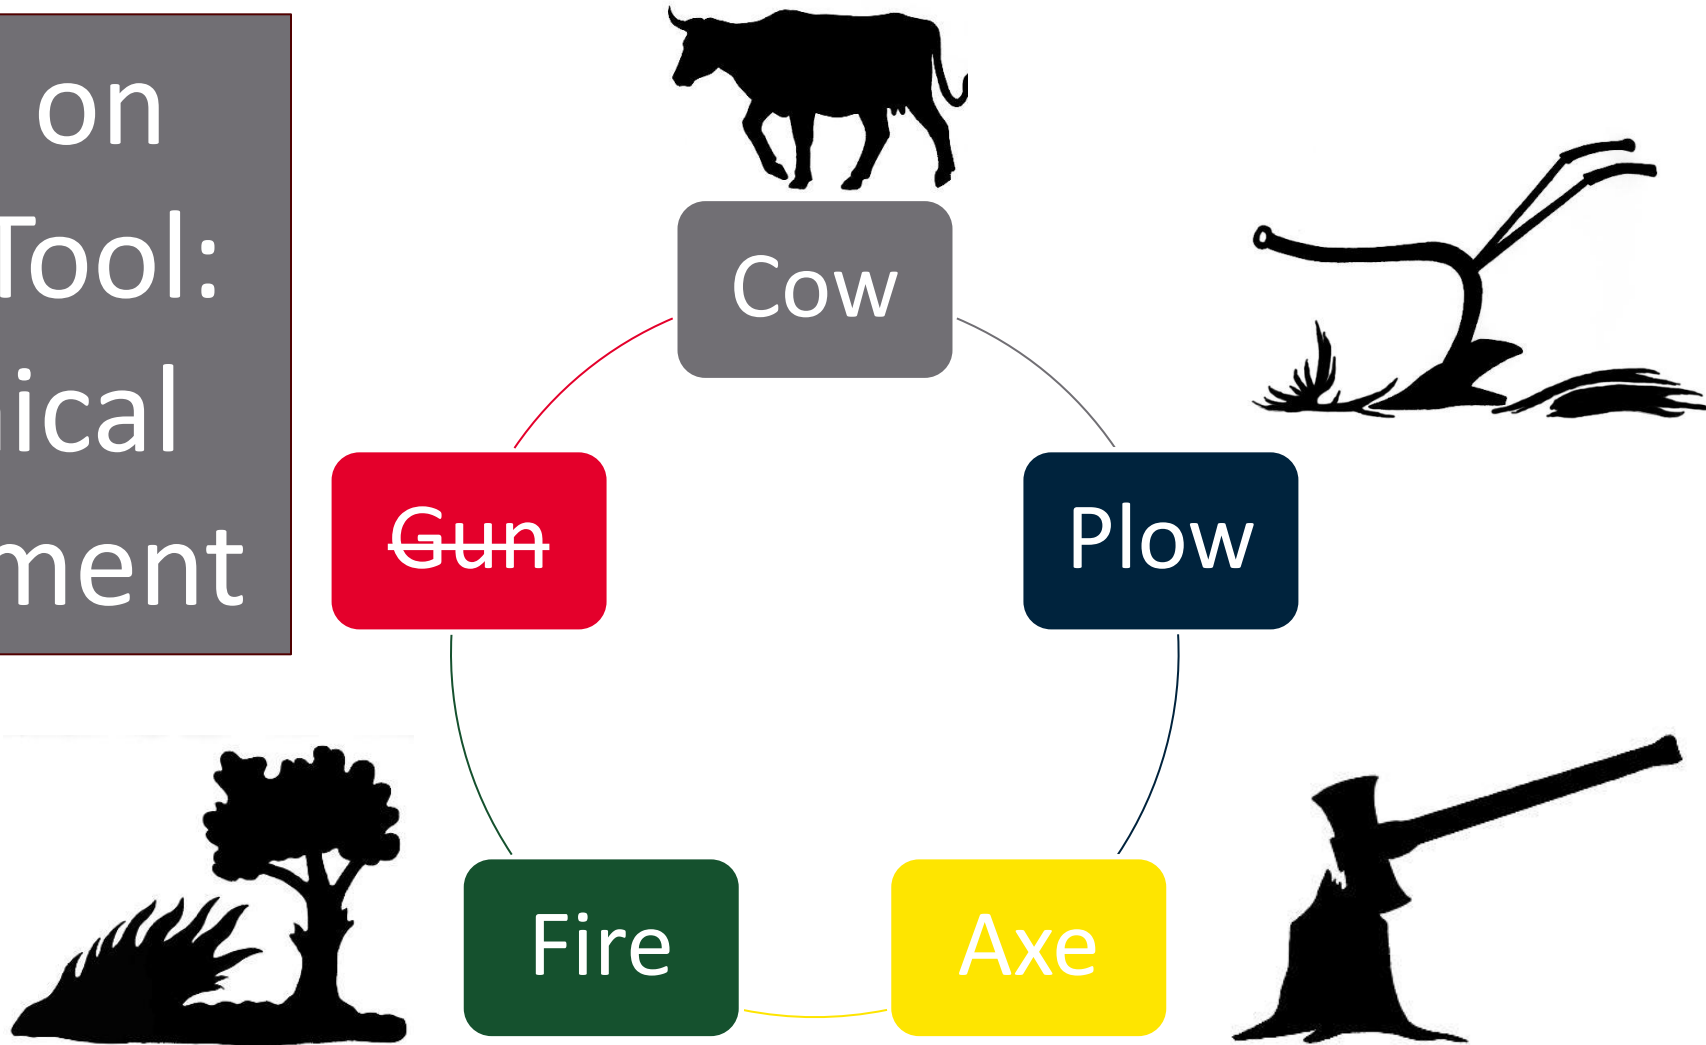 on
Tool:
ical
ment
Cow
~~Gun~~
Plow
Fire
Axe